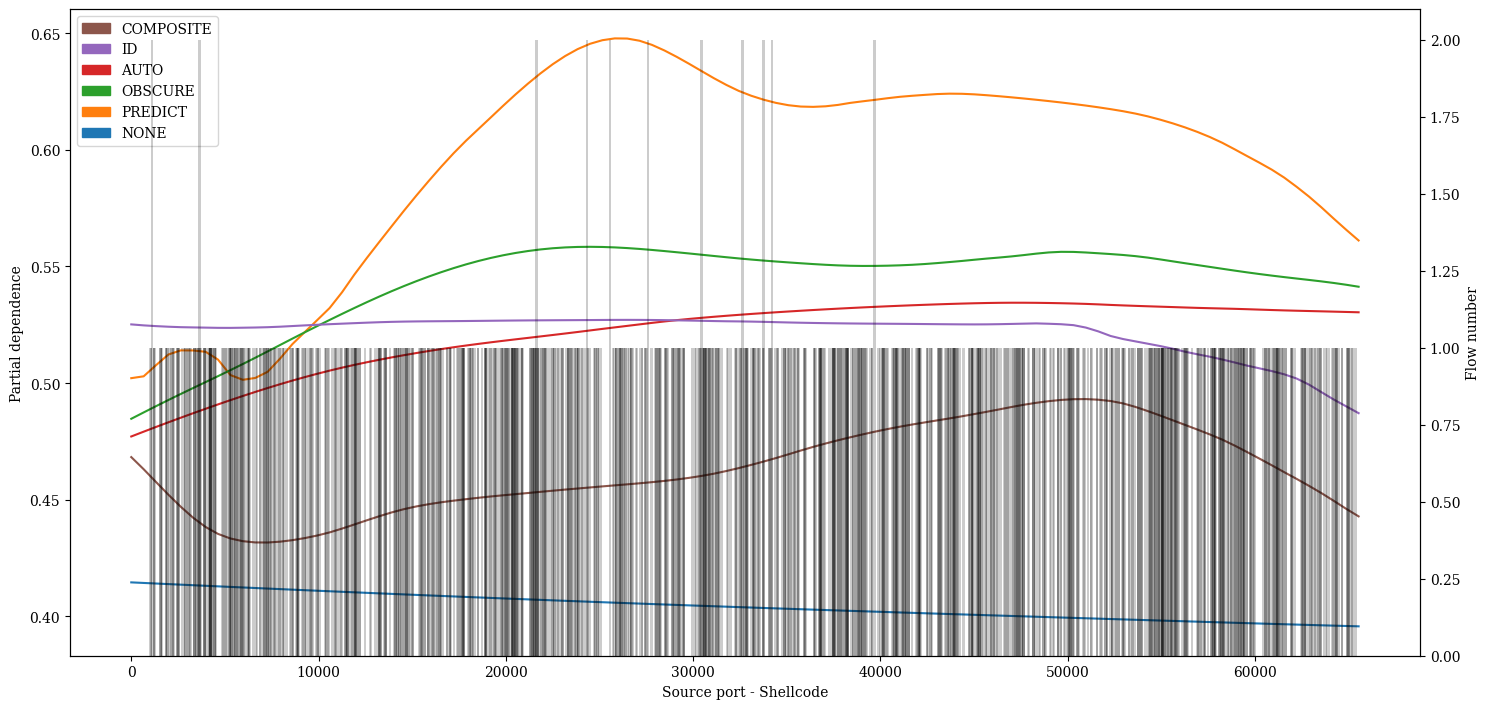 COMPOSITE
ID
AUTO
OBSCURE
PREDICT
NONE
Partial dependence
0.65
0.60
0.55
0.50
0.45
0.40
2.00
1.75
1.50
1.25
1.00
0.75
0.50
0.25
0.00
Flow number
0 10000 20000 30000 40000 50000 60000
Source port - Shellcode